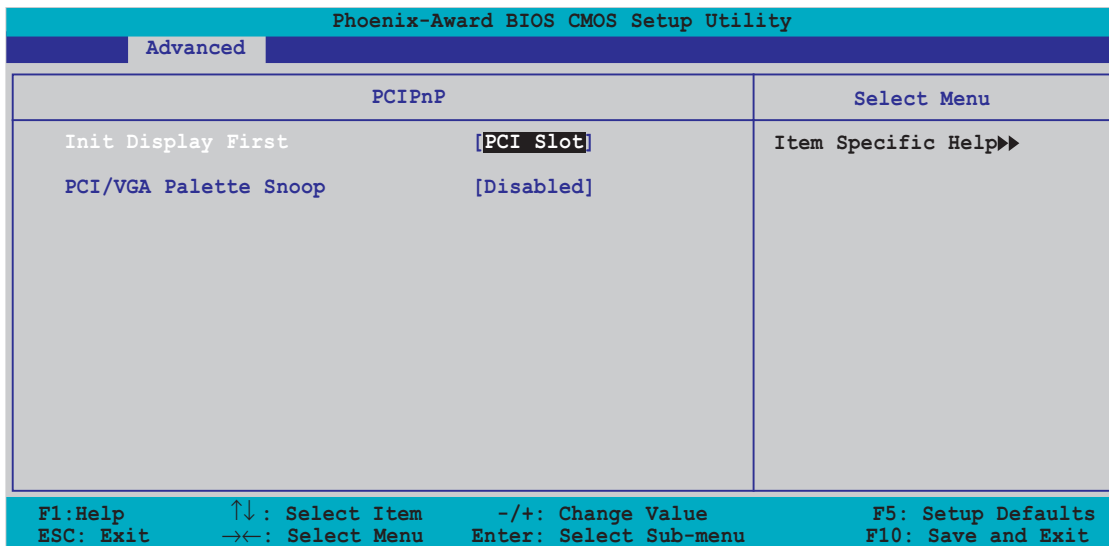 Phoenix-Award BIOS CMOS Setup Utility
Advanced
PCIPnP
Select Menu
Init Display First [PCI Slot]
Item Specific Help▶▶
PCI/VGA Palette Snoop [Disabled]
F1:Help ↑↓: Select Item -/+: Change Value F5: Setup Defaults
ESC: Exit →←: Select Menu Enter: Select Sub-menu F10: Save and Exit